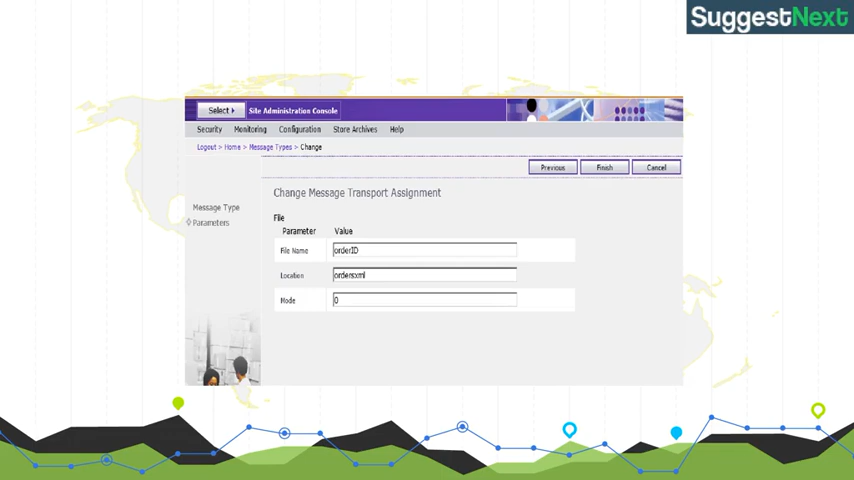 SuggestNext
Select
Site Administration Console
Security Monitoring Configuration Store Archives Help
Logout > Home > Message Types > Change
Previous Finish Cancel
Change Message Transport Assignment
Message Type
Parameters
File
Parameter Value
File Name orderID
Location ordersxml
Mode 0